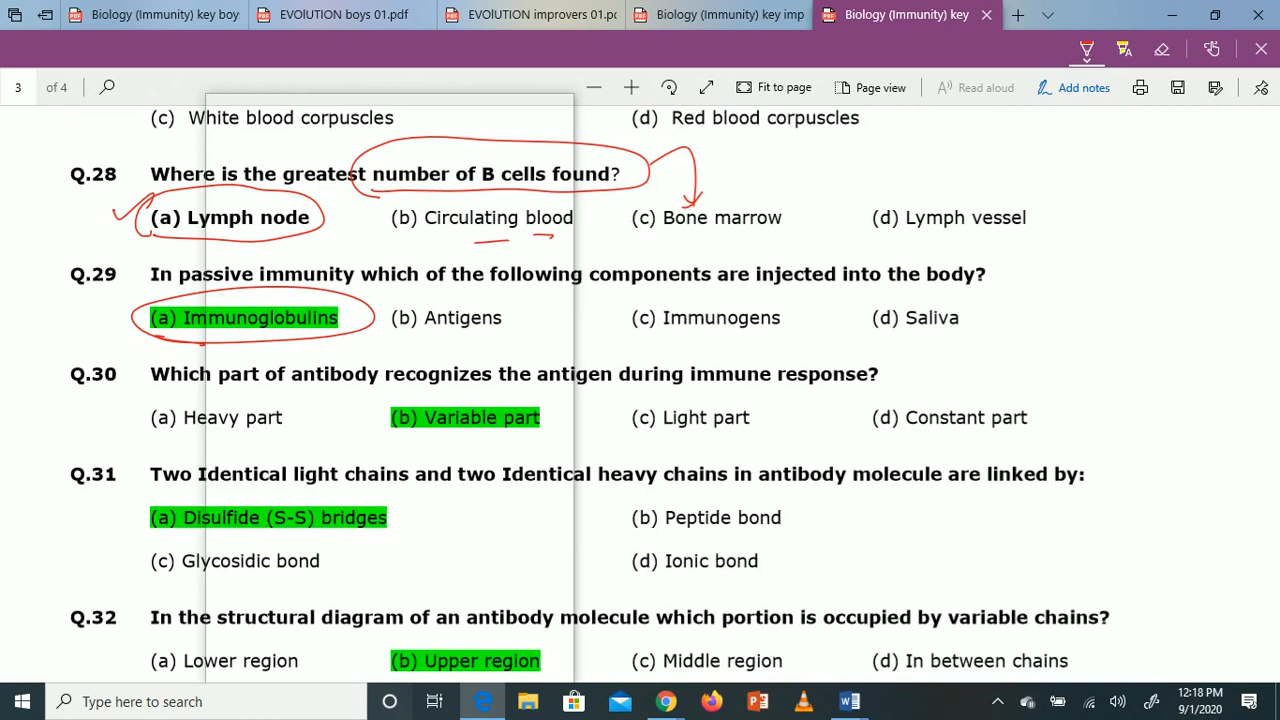 Biology (Immunity) key boy
EVOlUTION boys 01.pdf
EVOlUTION improvers 01.pc
Biology (Immunity) key imp
Biology (Immunity) key
3 of 4
Fit to page
Page view
Read aloud
Add notes
(c) White blood corpuscles (d) Red blood corpuscles
Q.28 Where is the greatest number of B cells found?
(a) Lymph node (b) Circulating blood (c) Bone marrow (d) Lymph vessel
Q.29 In passive immunity which of the following components are injected into the body?
(a) Immunoglobulins (b) Antigens (c) Immunogens (d) Saliva
Q.30 Which part of antibody recognizes the antigen during immune response?
(a) Heavy part (b) Variable part (c) Light part (d) Constant part
Q.31 Two Identical light chains and two Identical heavy chains in antibody molecule are linked by:
(a) Disulfide (S-S) bridges (b) Peptide bond
(c) Glycosidic bond (d) Ionic bond
Q.32 In the structural diagram of an antibody molecule which portion is occupied by variable chains?
(a) Lower region (b) Upper region (c) Middle region (d) In between chains
Type here to search
12:18 PM
9/1/2020